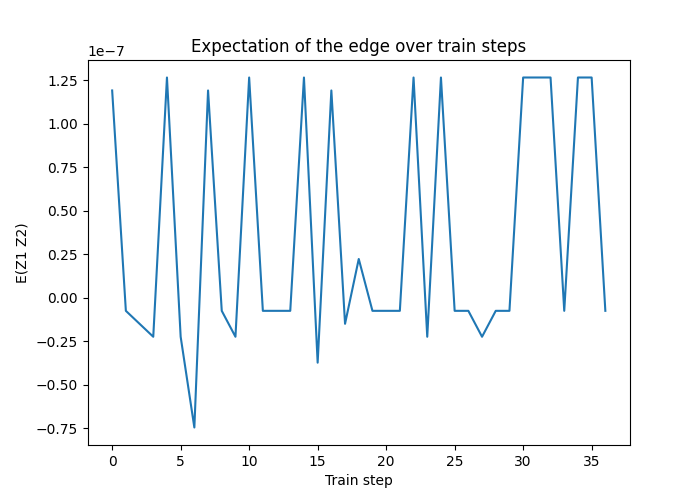 Expectation of the edge over train steps
1e−7
1.25
1.00
0.75
0.50
0.25
0.00
−0.25
−0.50
−0.75
E(Z1 Z2)
0 5 10 15 20 25 30 35
Train step